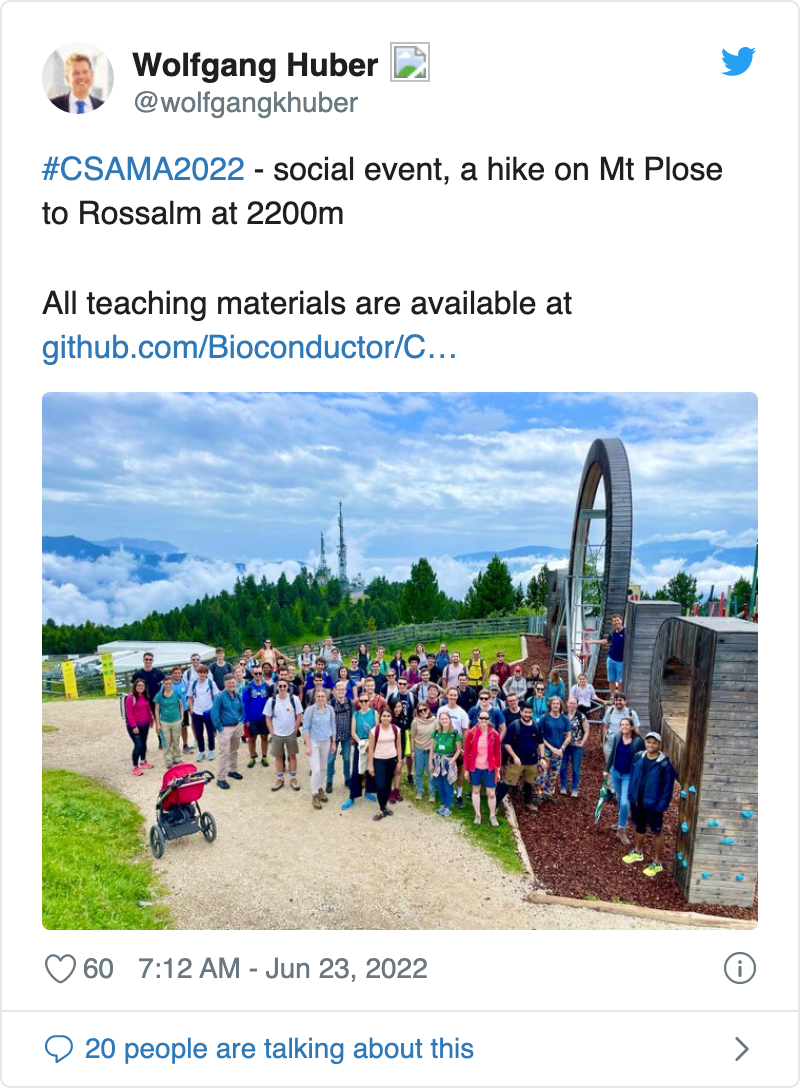 Wolfgang Huber
@wolfgangkhuber
#CSAMA2022 - social event, a hike on Mt Plose
to Rossalm at 2200m
All teaching materials are available at
github.com/Bioconductor/C…
60 7:12 AM - Jun 23, 2022
20 people are talking about this